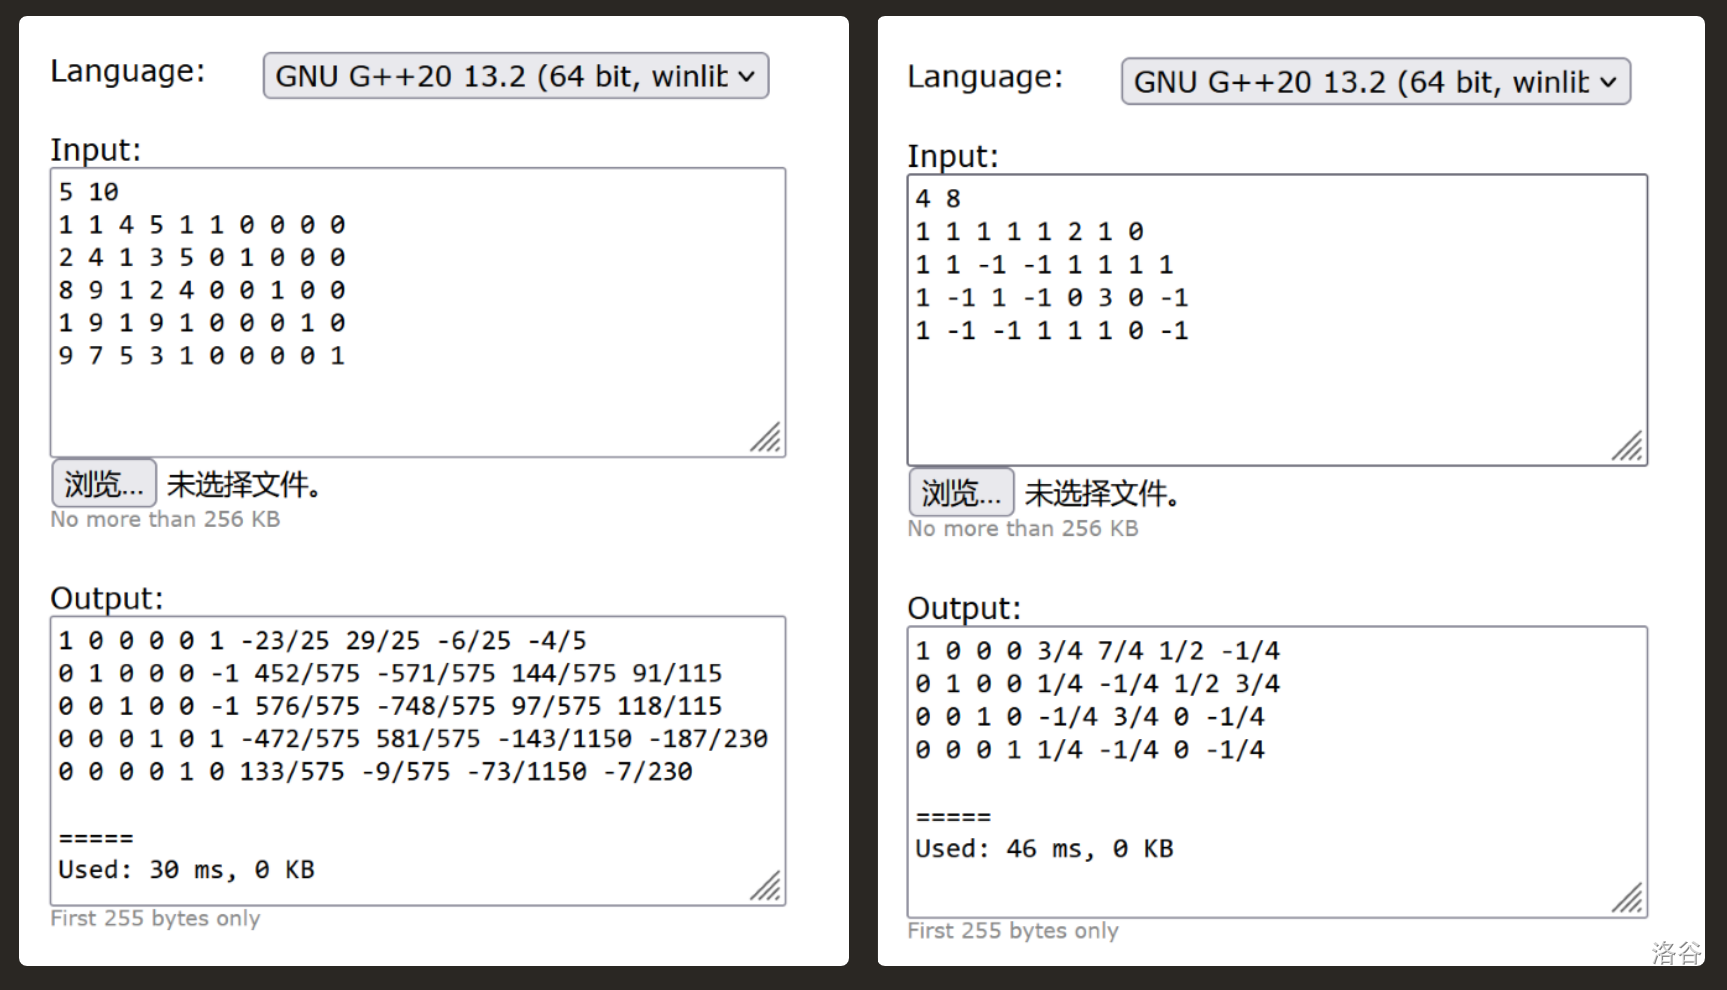 Language: GNU G++20 13.2 (64 bit, winlib
Input:
5 10
1 1 4 5 1 1 0 0 0 0
2 4 1 3 5 0 1 0 0 0
8 9 1 2 4 0 0 1 0 0
1 9 1 9 1 0 0 0 1 0
9 7 5 3 1 0 0 0 0 1
浏览... 未选择文件。
No more than 256 KB
Output:
1 0 0 0 0 1 -23/25 29/25 -6/25 -4/5
0 1 0 0 0 -1 452/575 -571/575 144/575 91/115
0 0 1 0 0 -1 576/575 -748/575 97/575 118/115
0 0 0 1 0 1 -472/575 581/575 -143/1150 -187/230
0 0 0 0 1 0 133/575 -9/575 -73/1150 -7/230
=====
Used: 30 ms, 0 KB
First 255 bytes only
Language: GNU G++20 13.2 (64 bit, winlib
Input:
4 8
1 1 1 1 1 2 1 0
1 1 -1 -1 1 1 1 1
1 -1 1 -1 0 3 0 -1
1 -1 -1 1 1 1 0 -1
浏览... 未选择文件。
No more than 256 KB
Output:
1 0 0 0 3/4 7/4 1/2 -1/4
0 1 0 0 1/4 -1/4 1/2 3/4
0 0 1 0 -1/4 3/4 0 -1/4
0 0 0 1 1/4 -1/4 0 -1/4
=====
Used: 46 ms, 0 KB
First 255 bytes only
洛谷